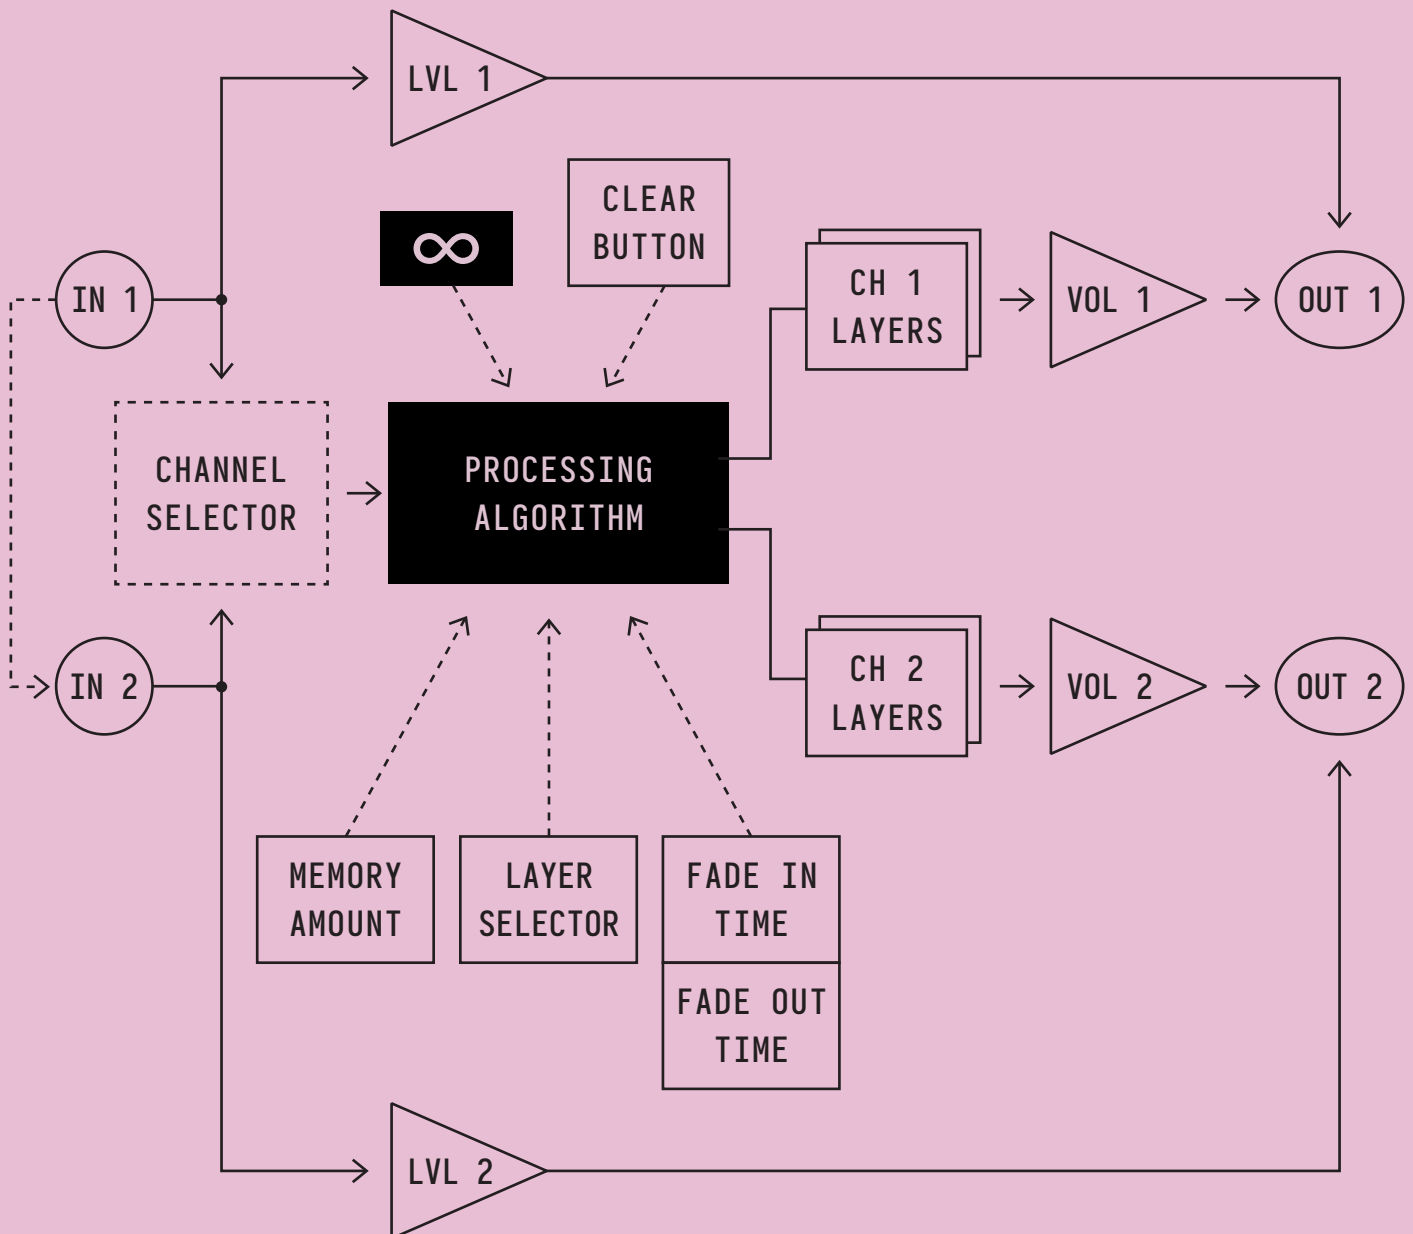 LVL 1
∞
CLEAR
BUTTON
IN 1
CH 1
LAYERS
VOL 1
OUT 1
CHANNEL
SELECTOR
PROCESSING
ALGORITHM
IN 2
CH 2
LAYERS
VOL 2
OUT 2
MEMORY
AMOUNT
LAYER
SELECTOR
FADE IN
TIME
FADE OUT
TIME
LVL 2